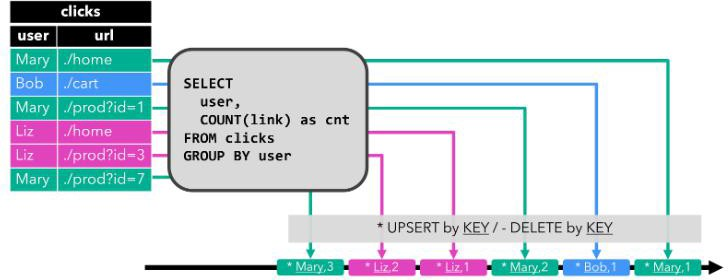 clicks
user url
Mary ./home
Bob ./cart
Mary ./prod?id=1
Liz ./home
Liz ./prod?id=3
Mary ./prod?id=7
SELECT
user,
COUNT(link) as cnt
FROM clicks
GROUP BY user
* UPSERT by KEY / - DELETE by KEY
* Mary,3 * Liz,2 * Liz,1 * Mary,2 * Bob,1 * Mary,1